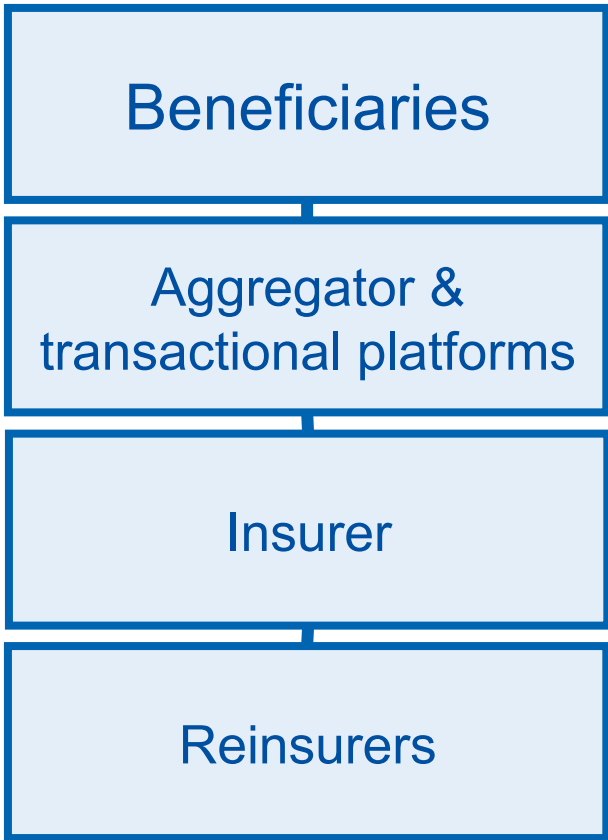 Beneficiaries
Aggregator &
transactional platforms
Insurer
Reinsurers